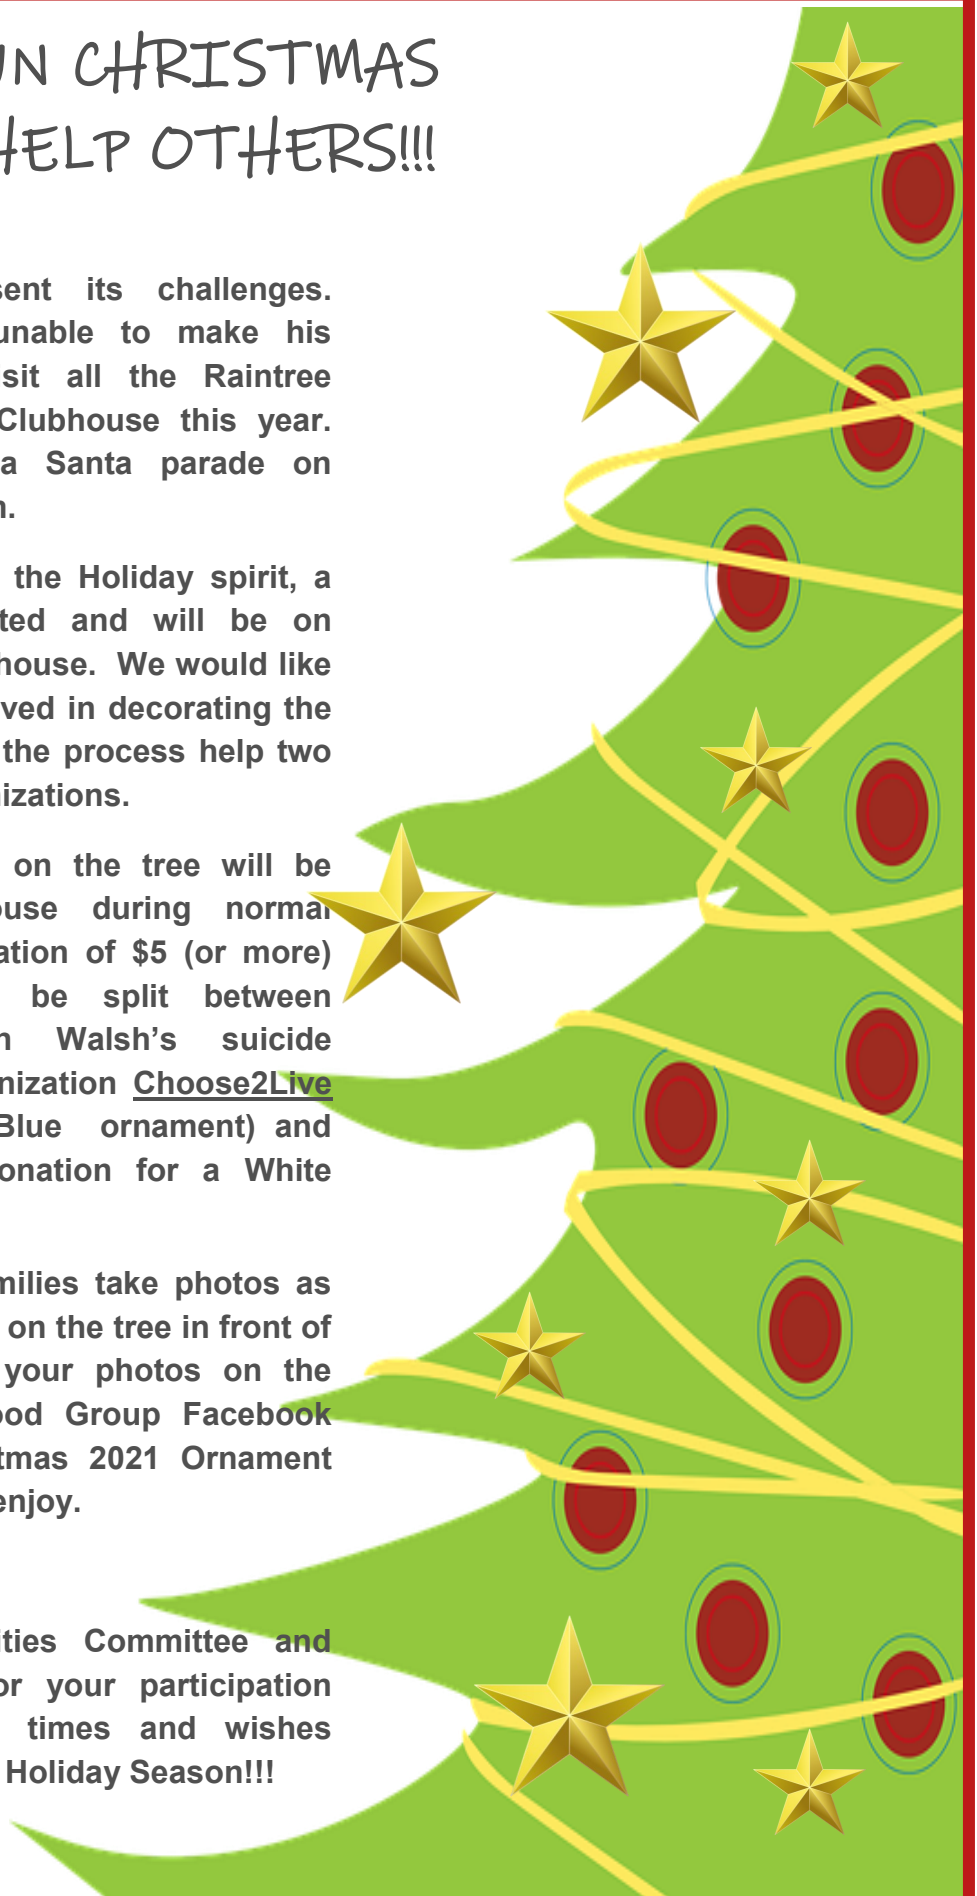 UN CHRISTMAS
HELP OTHERS!!!
sent its challenges.
unable to make his
sit all the Raintree
Clubhouse this year.
a Santa parade on
the Holiday spirit, a
ted and will be on
house. We would like
ved in decorating the
the process help two
izations.
on the tree will be
ouse during normal
ation of $5 (or more)
be split between
n Walsh's suicide
nization Choose2Live
Blue ornament) and
onation for a White
milies take photos as
on the tree in front of
your photos on the
ood Group Facebook
tmas 2021 Ornament
enjoy.
ities Committee and
or your participation
times and wishes
Holiday Season!!!